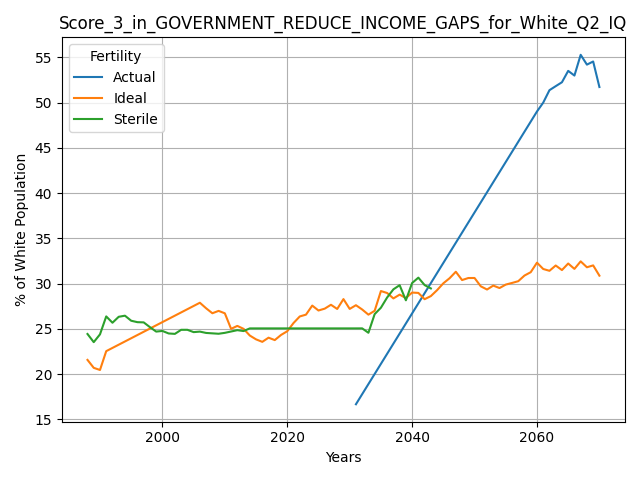 Score_3_in_GOVERNMENT_REDUCE_INCOME_GAPS_for_White_Q2_IQ
Fertility
Actual
Ideal
Sterile
% of White Population
55
50
45
40
35
30
25
20
15
2000
2020
2040
2060
Years